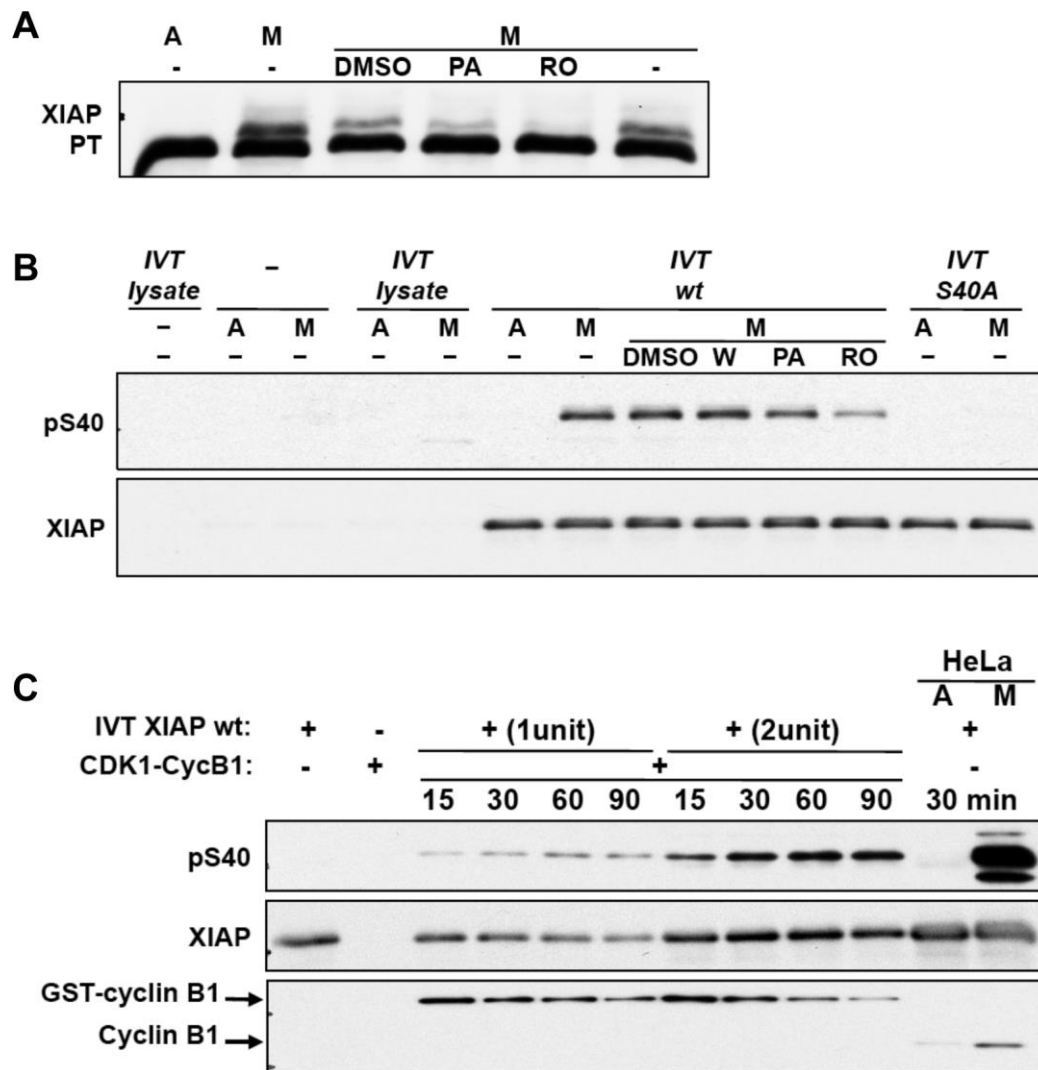 A
A M M
- - DMSO PA RO -
XIAP
PT
B
IVT lysate – IVT lysate IVT wt IVT S40A
– A M A M A M M A M
– – – – – – – DMSO W PA RO – –
pS40
XIAP
C
HeLa
A M
IVT XIAP wt: + - + (1unit) + (2unit) +
CDK1-CycB1: - + + -
15 30 60 90 15 30 60 90 30 min
pS40
XIAP
GST-cyclin B1
Cyclin B1